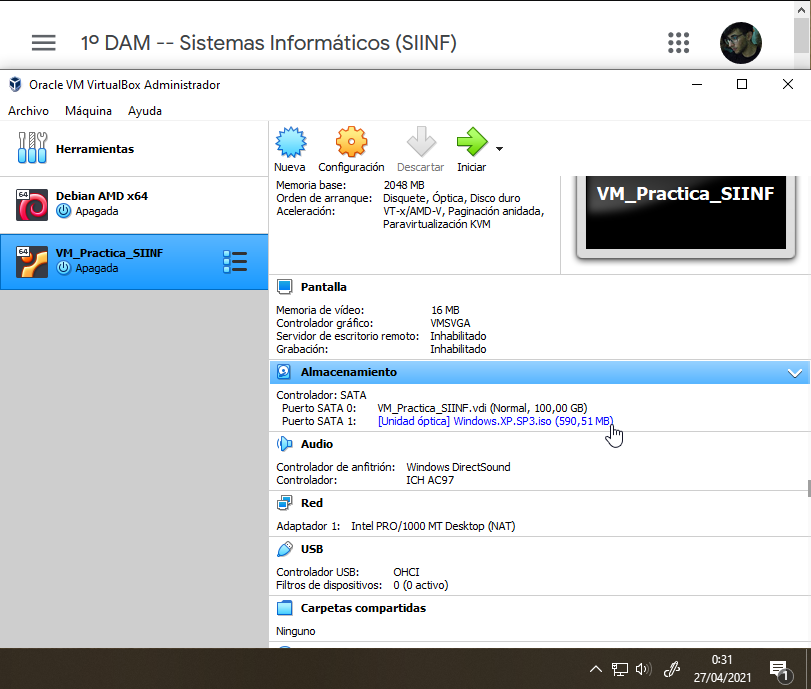 1º DAM -- Sistemas Informáticos (SIINF)
Oracle VM VirtualBox Administrador
Archivo Máquina Ayuda
Herramientas
Nueva Configuración Descartar Iniciar
64
Debian AMD x64
Apagada
64
VM_Practica_SIINF
Apagada
Memoria base: 2048 MB
Orden de arranque: Disquete, Óptica, Disco duro
Aceleración: VT-x/AMD-V, Paginación anidada,
Paravirtualización KVM
VM_Practica_SIINF
Pantalla
Memoria de vídeo: 16 MB
Controlador gráfico: VMSVGA
Servidor de escritorio remoto: Inhabilitado
Grabación: Inhabilitado
Almacenamiento
Controlador: SATA
Puerto SATA 0: VM_Practica_SIINF.vdi (Normal, 100,00 GB)
Puerto SATA 1: [Unidad óptica] Windows.XP.SP3.iso (590,51 MB)
Audio
Controlador de anfitrión: Windows DirectSound
Controlador: ICH AC97
Red
Adaptador 1: Intel PRO/1000 MT Desktop (NAT)
USB
Controlador USB: OHCI
Filtros de dispositivos: 0 (0 activo)
Carpetas compartidas
Ninguno
0:31
27/04/2021
1